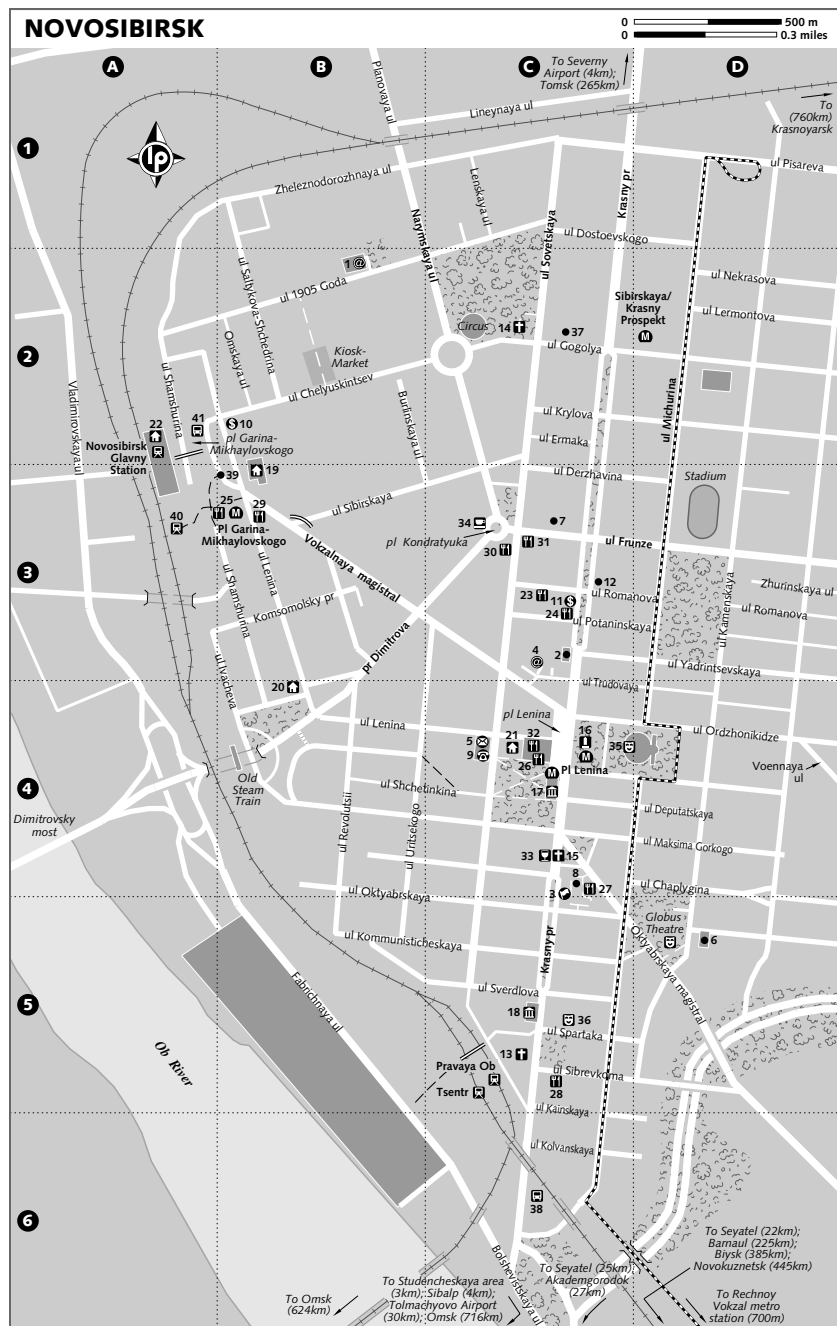 NOVOSIBIRSK
0 500 m
0 0.3 miles
A
B
C
D
To Severny
Airport (4km);
Tomsk (265km)
To
(760km)
Krasnoyarsk
1
lp
Planovaya ul
Lineynaya ul
Zheleznodorozhnaya ul
Lenskaya ul
Narymskaya ul
ul Sovetskaya
Krasny pr
ul Pisareva
ul Dostoevskogo
1 @
ul 1905 Goda
ul Saltykova-Shchedrina
ul Nekrasova
ul Lermontova
Sibirskaya/
Krasny
Prospekt
M
Circus
14
37
ul Gogolya
2
Omskaya ul
Kiosk-
Market
ul Chelyuskintsev
ul Shamshurina
Vladimirovskaya ul
Burlinskaya ul
ul Michurina
ul Krylova
ul Ermaka
ul Derzhavina
22
41
$ 10
pl Garina-
Mikhaylovskogo
Novosibirsk
Glavny
Station
19
39
Stadium
25
29
M
40
Pl Garina-
Mikhaylovskogo
ul Sibirskaya
34
7
pl Kondratyuka
30
31
ul Frunze
3
Vokzalnaya magistral
ul Lenina
ul Shamshurina
Komsomolsky pr
pr Dimitrova
12
23
11 $
ul Romanova
24
ul Potaninskaya
Zhurinskaya ul
ul Romanova
ul Kamenskaya
4
@
2
ul Yadrintsevskaya
ul Trudovaya
ul Ivacheva
20
pl Lenina
ul Lenina
5
9
21
32
26
16
M
M
35
Pl Lenina
ul Ordzhonikidze
Voennaya
ul
4
Old
Steam
Train
ul Shchetinkina
17
ul Deputatskaya
Dimitrovsky
most
ul Revolutsii
ul Uritsekogo
ul Maksima Gorkogo
33
15
8
27
3
ul Chaplygina
ul Oktyabrskaya
Globus
Theatre
6
ul Kommunisticheskaya
Krasny pr
Oktyabrskaya magistral
5
Fabrichnaya ul
ul Sverdlova
18
36
ul Spartaka
Ob River
13
Pravaya Ob
Tsentr
ul Sibrevkoma
28
ul Kainskaya
ul Kolvanskaya
6
38
Bolshevistskaya ul
To Omsk
(624km)
To Studencheskaya area
(3km); Sibalp (4km);
Tolmachyovo Airport
(30km); Omsk (716km)
To Seyatel (25km);
Akademgorodok
(27km)
To Seyatel (22km);
Barnaul (225km);
Biysk (385km);
Novokuznetsk (445km)
To Rechnoy
Vokzal metro
station (700m)